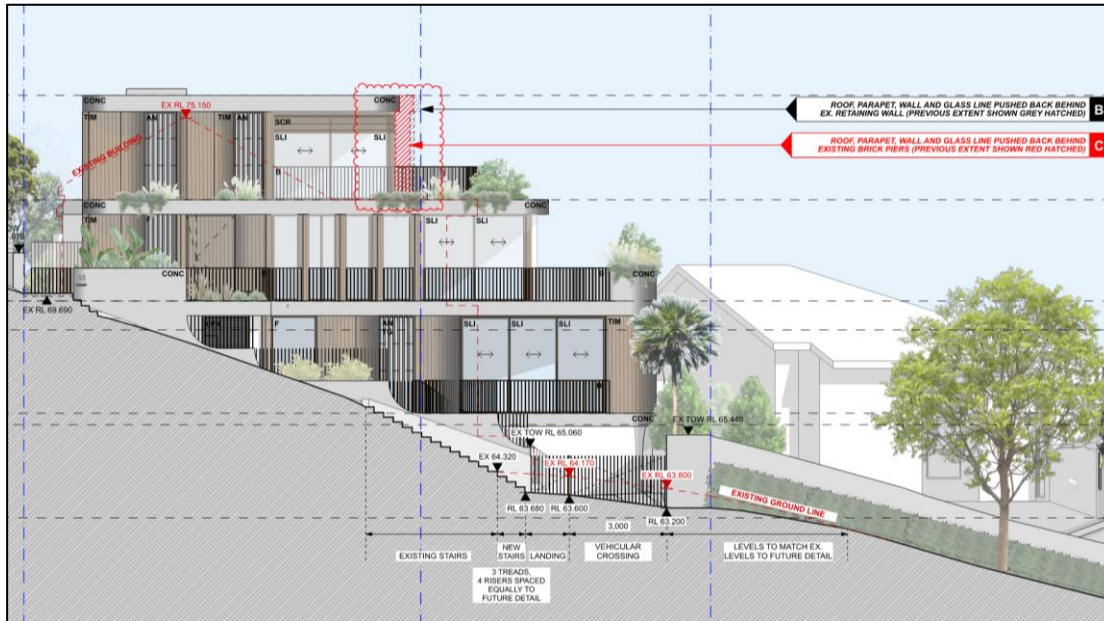 CONC
EX RL 75.150
CONC
TIM
AN
TIM
AN
SCR
SLI
SLI
B
EXISTING BUILDING
ROOF, PARAPET, WALL AND GLASS LINE PUSHED BACK BEHIND
EX. RETAINING WALL (PREVIOUS EXTENT SHOWN GREY HATCHED)
B
ROOF, PARAPET, WALL AND GLASS LINE PUSHED BACK BEHIND
EXISTING BRICK PIERS (PREVIOUS EXTENT SHOWN RED HATCHED)
C
CONC
TIM
F
SLI
SLI
CONC
B
B
CONC
EX RL 69.690
F
AN
SLI
SLI
SLI
TIM
B
CONC
EX TOW RL 65.440
EX TOW RL 65.060
EX 64.320
EX RL 64.170
EX RL 63.800
EXISTING GROUND LINE
RL 63.680
RL 63.600
RL 63.200
3,000
EXISTING STAIRS
NEW
STAIRS
LANDING
VEHICULAR
CROSSING
LEVELS TO MATCH EX.
LEVELS TO FUTURE DETAIL
3 TREADS,
4 RISERS SPACED
EQUALLY TO
FUTURE DETAIL